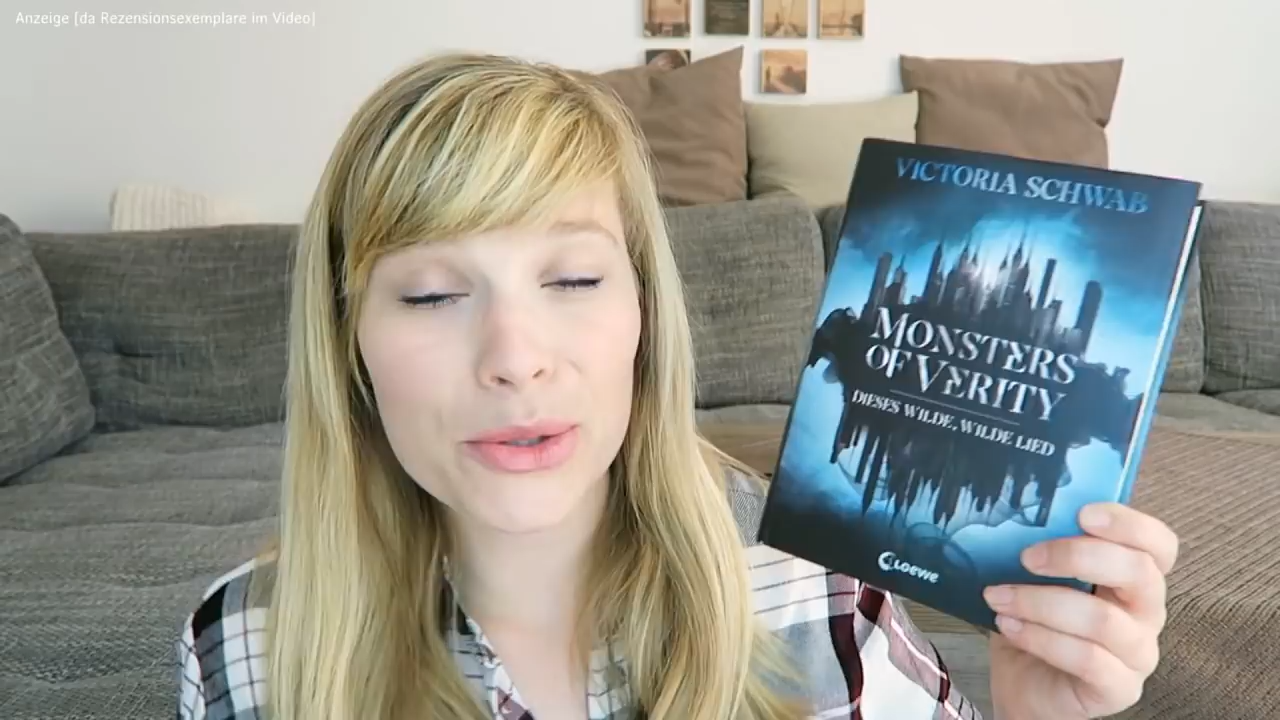 Anzeige [da Rezensionsexemplare im Video]
VICTORIA SCHWAB
MONSTERS
OF VERITY
DIESES WILDE, WILDE LIED
Loewe